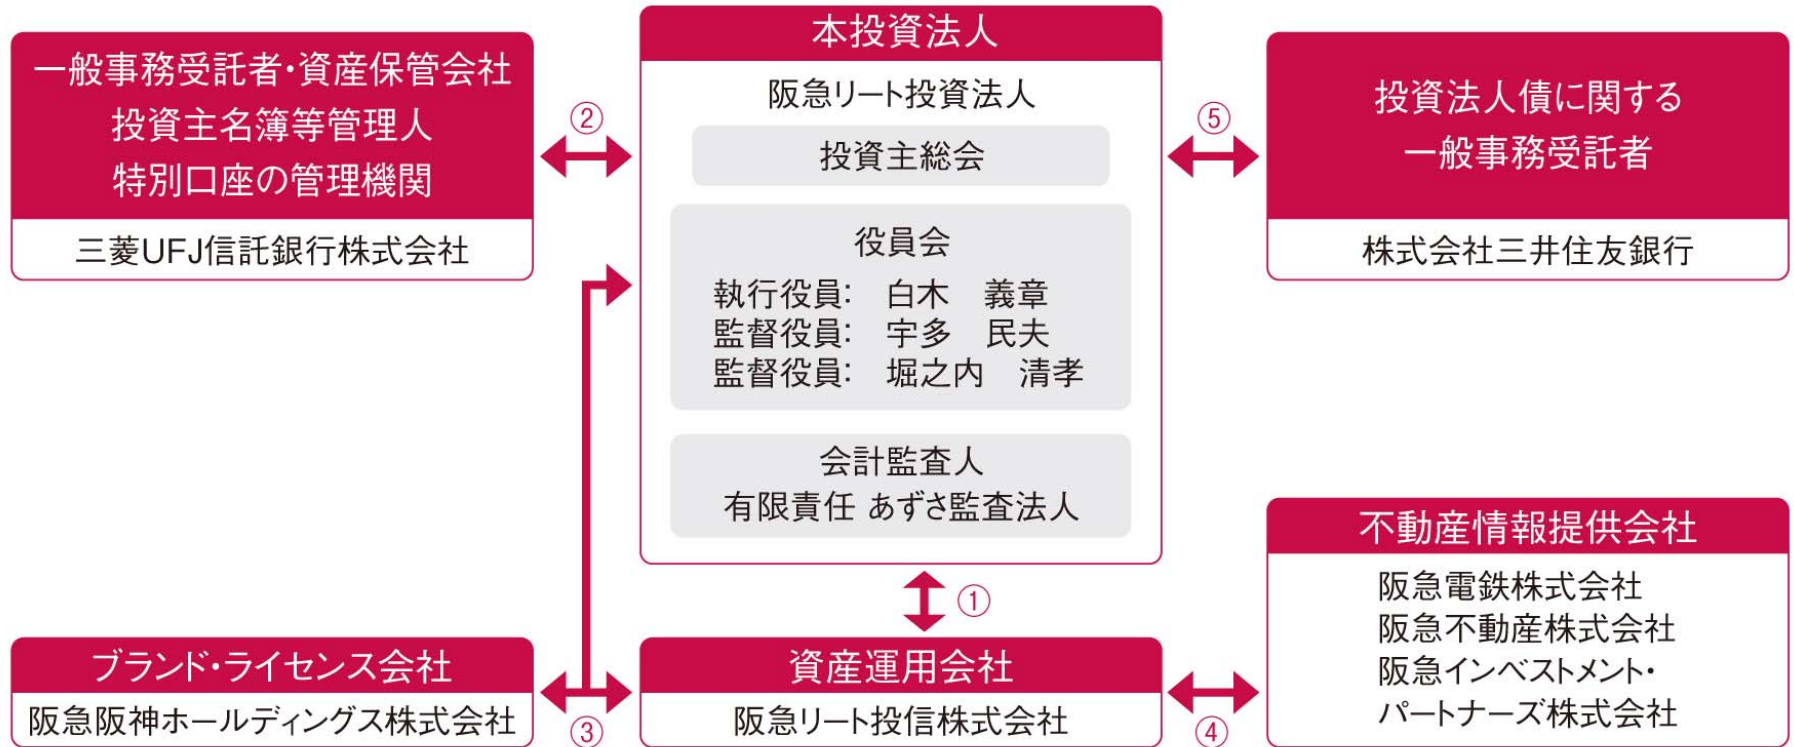 一般事務受託者・資産保管会社
投資主名簿等管理人
特別口座の管理機関
三菱UFJ信託銀行株式会社
②
本投資法人
阪急リート投資法人
投資主総会
役員会
執行役員： 白木　義章
監督役員： 宇多　民夫
監督役員： 堀之内　清孝
会計監査人
有限責任 あずさ監査法人
⑤
投資法人債に関する
一般事務受託者
株式会社三井住友銀行
①
ブランド・ライセンス会社
阪急阪神ホールディングス株式会社
③
資産運用会社
阪急リート投信株式会社
④
不動産情報提供会社
阪急電鉄株式会社
阪急不動産株式会社
阪急インベストメント・
パートナーズ株式会社